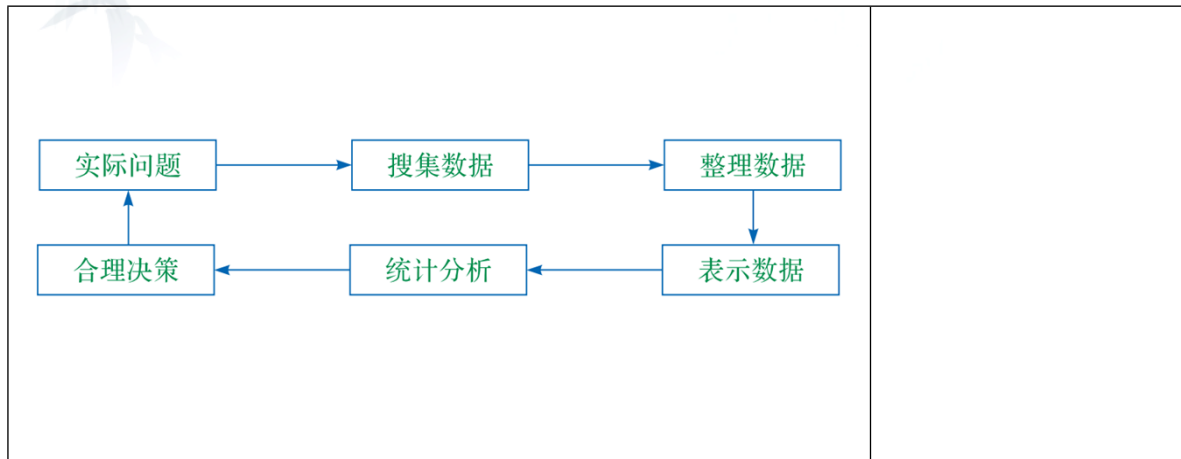 实际问题
搜集数据
整理数据
表示数据
统计分析
合理决策